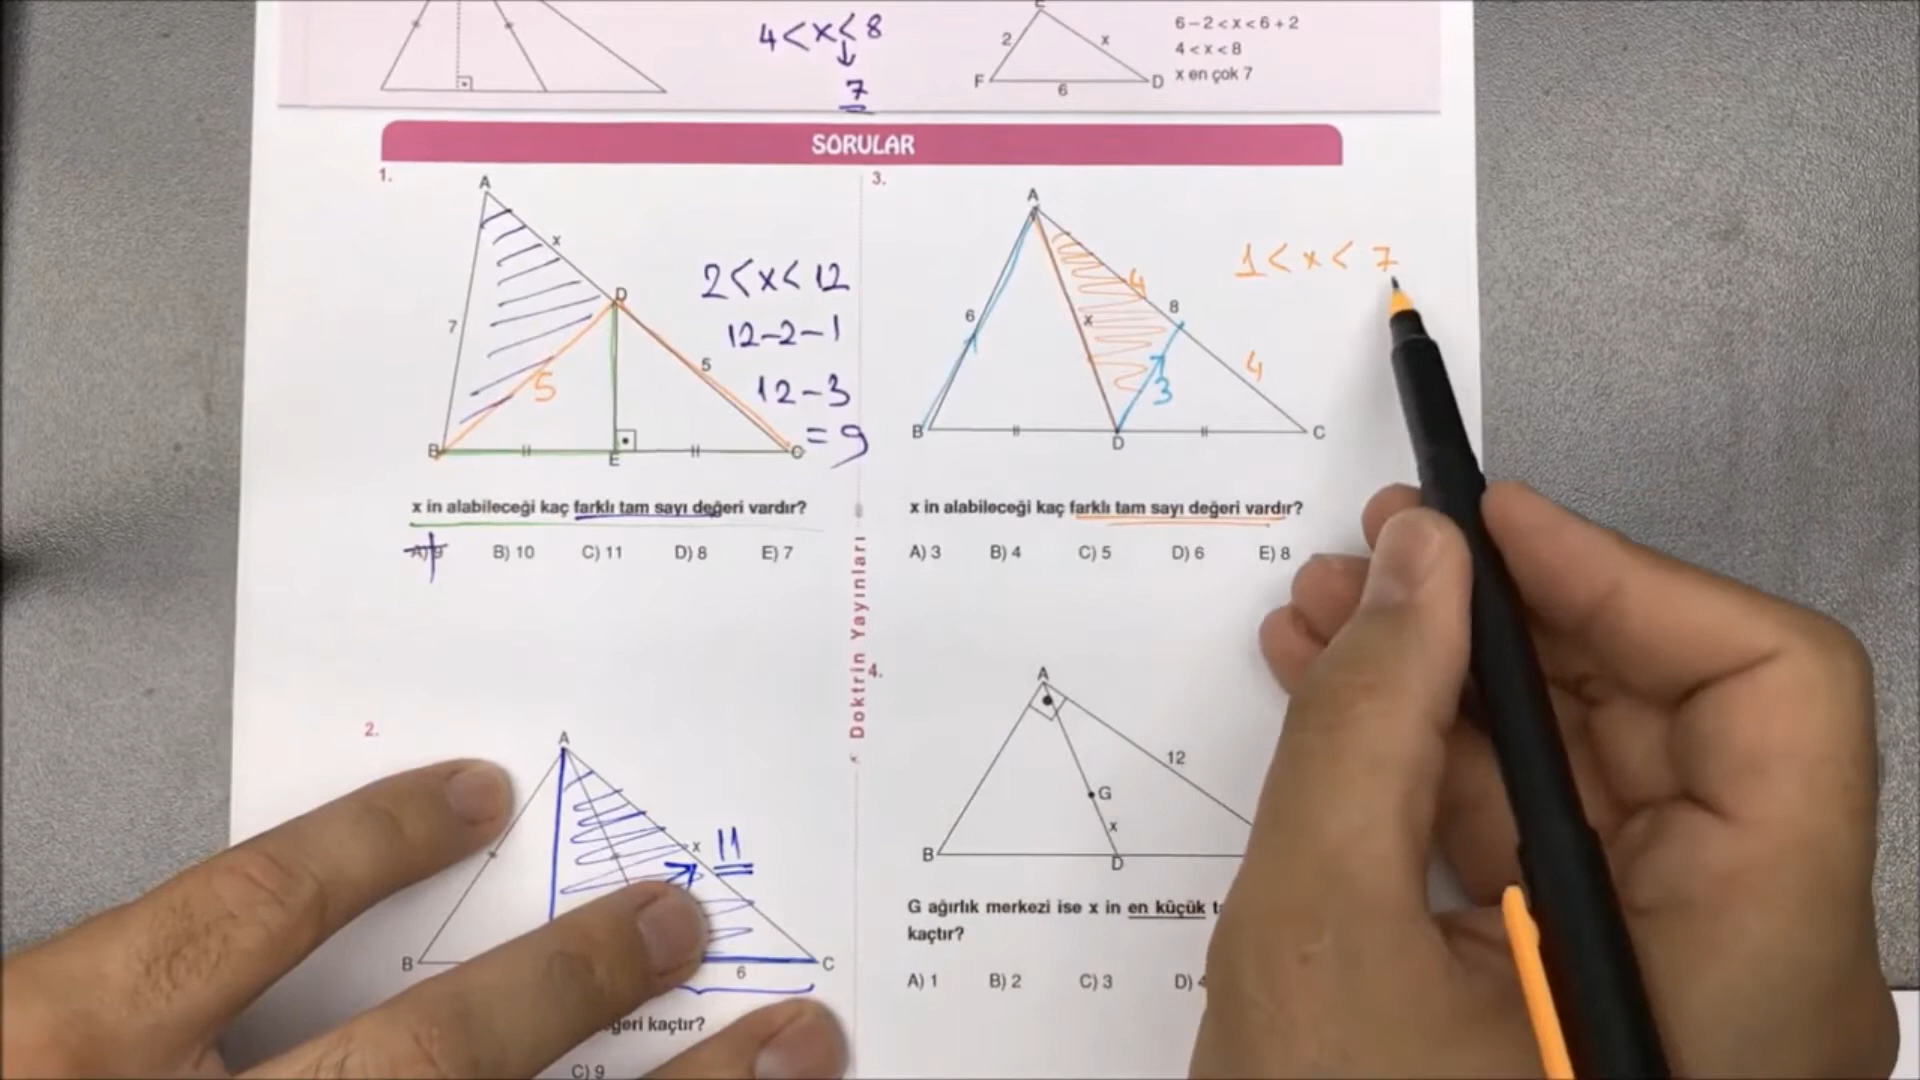 4 < x < 8
7
E
2
x
F
6
D
6 – 2 < x < 6 + 2
4 < x < 8
x en çok 7
SORULAR
1.
A
x
D
7
5
5
B
E
C
2 < x < 12
12 – 2 – 1
12 – 3
= 9
x in alabileceği kaç farklı tam sayı değeri vardır?
A) 9 B) 10 C) 11 D) 8 E) 7
2.
A
x
11
B
6
C
eğeri kaçtır?
C) 9
Doktrin Yayınları
3.
A
6
4
8
x
3
4
B
D
C
1 < x < 7
x in alabileceği kaç farklı tam sayı değeri vardır?
A) 3 B) 4 C) 5 D) 6 E) 8
4.
A
12
G
x
B
D
G ağırlık merkezi ise x in en küçük
kaçtır?
A) 1 B) 2 C) 3 D) 4